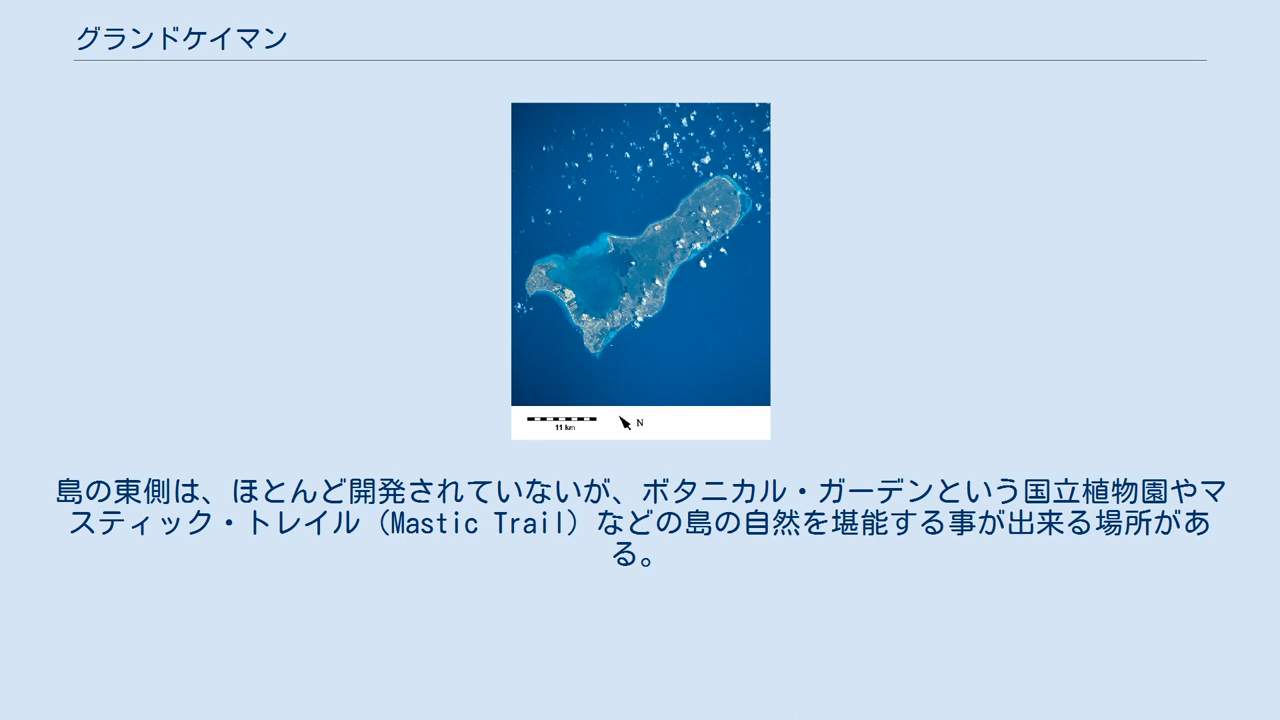 グランドケイマン
11 km
N
島の東側は、ほとんど開発されていないが、ボタニカル・ガーデンという国立植物園やマ
スティック・トレイル（Mastic Trail）などの島の自然を堪能する事が出来る場所があ
る。